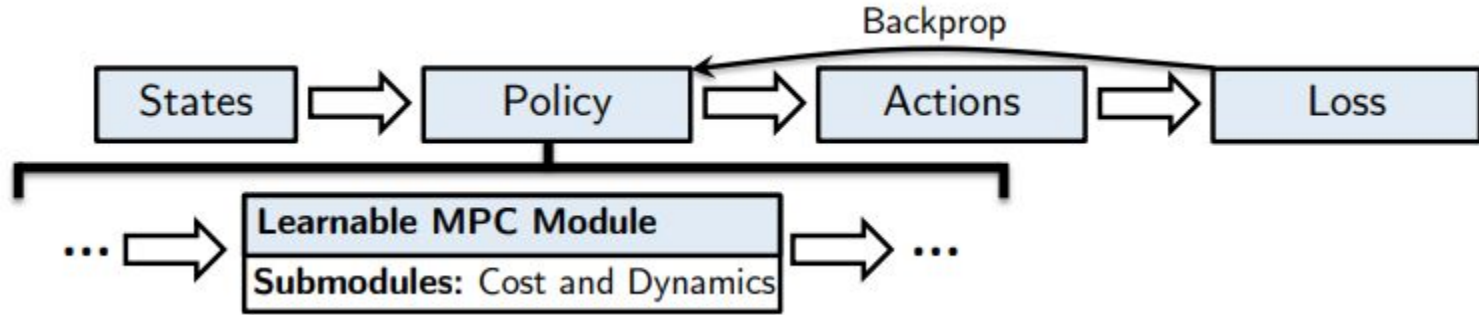 Backprop
States
Policy
Actions
Loss
... Learnable MPC Module ...
Submodules: Cost and Dynamics